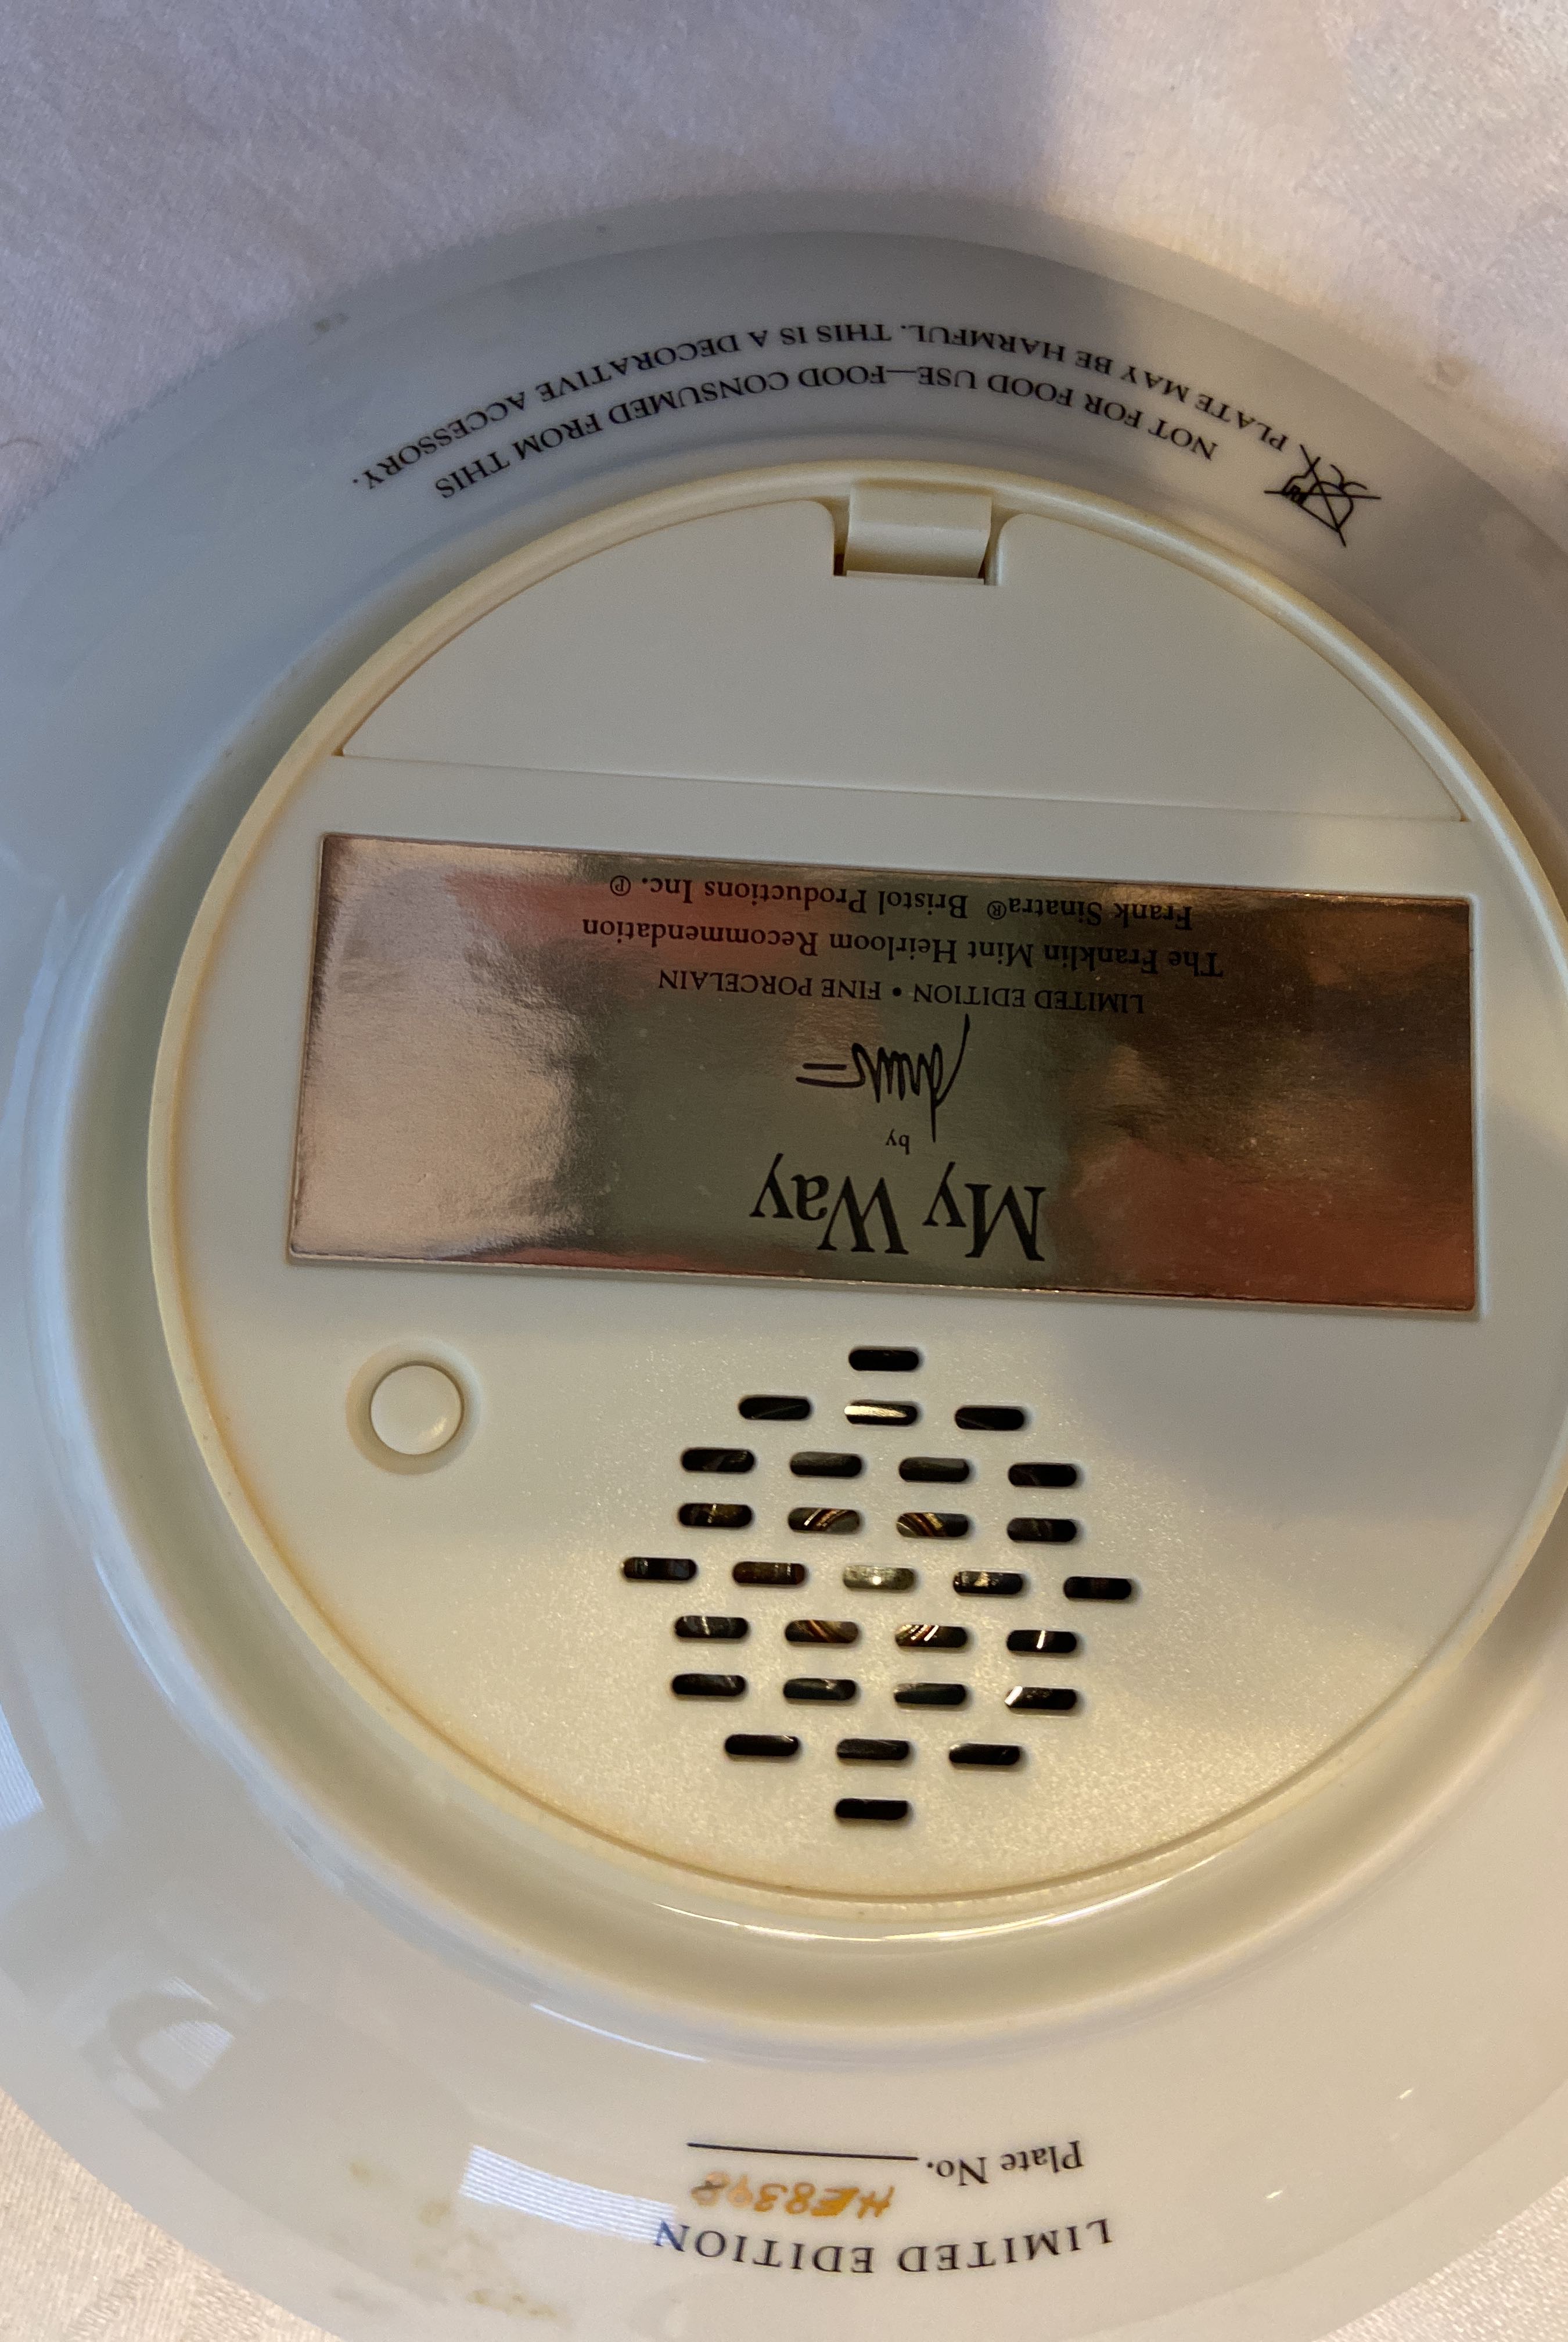 LIMITED EDITION
Plate No. HE8398
My Way
by
LIMITED EDITION • FINE PORCELAIN
The Franklin Mint Heirloom Recommendation
Frank Sinatra® Bristol Productions Inc. ℗
NOT FOR FOOD USE—FOOD CONSUMED FROM THIS
PLATE MAY BE HARMFUL. THIS IS A DECORATIVE ACCESSORY.